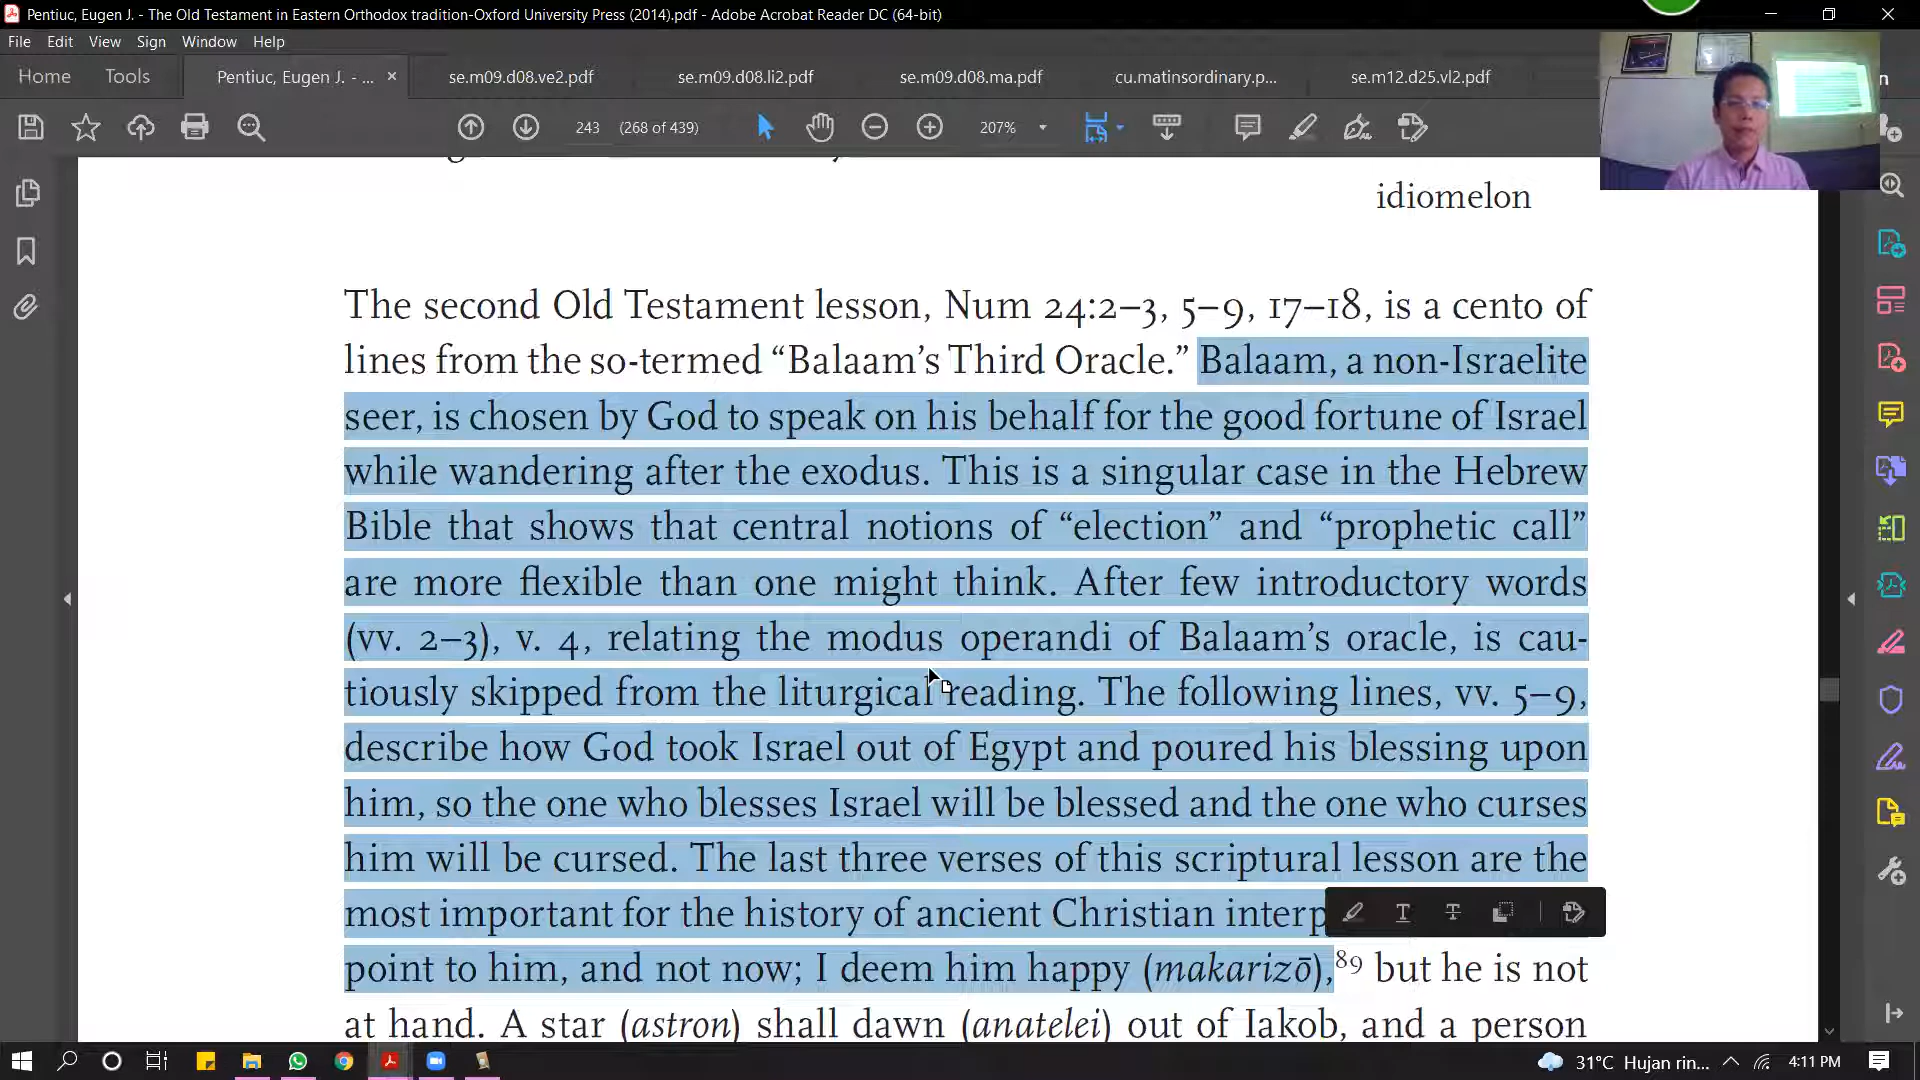 Pentiuc, Eugen J. - The Old Testament in Eastern Orthodox tradition-Oxford University Press (2014).pdf - Adobe Acrobat Reader DC (64-bit)
File Edit View Sign Window Help
Home Tools Pentiuc, Eugen J. - ... × se.m09.d08.ve2.pdf se.m09.d08.li2.pdf se.m09.d08.ma.pdf cu.matinsordinary.p... se.m12.d25.vl2.pdf n
243 (268 of 439) 207%
idiomelon
The second Old Testament lesson, Num 24:2–3, 5–9, 17–18, is a cento of
lines from the so-termed “Balaam’s Third Oracle.” Balaam, a non-Israelite
seer, is chosen by God to speak on his behalf for the good fortune of Israel
while wandering after the exodus. This is a singular case in the Hebrew
Bible that shows that central notions of “election” and “prophetic call”
are more flexible than one might think. After few introductory words
(vv. 2–3), v. 4, relating the modus operandi of Balaam’s oracle, is cau-
tiously skipped from the liturgical reading. The following lines, vv. 5–9,
describe how God took Israel out of Egypt and poured his blessing upon
him, so the one who blesses Israel will be blessed and the one who curses
him will be cursed. The last three verses of this scriptural lesson are the
most important for the history of ancient Christian interp
point to him, and not now; I deem him happy (makarizō),89 but he is not
at hand. A star (astron) shall dawn (anatelei) out of Iakob, and a person
31°C Hujan rin... 4:11 PM